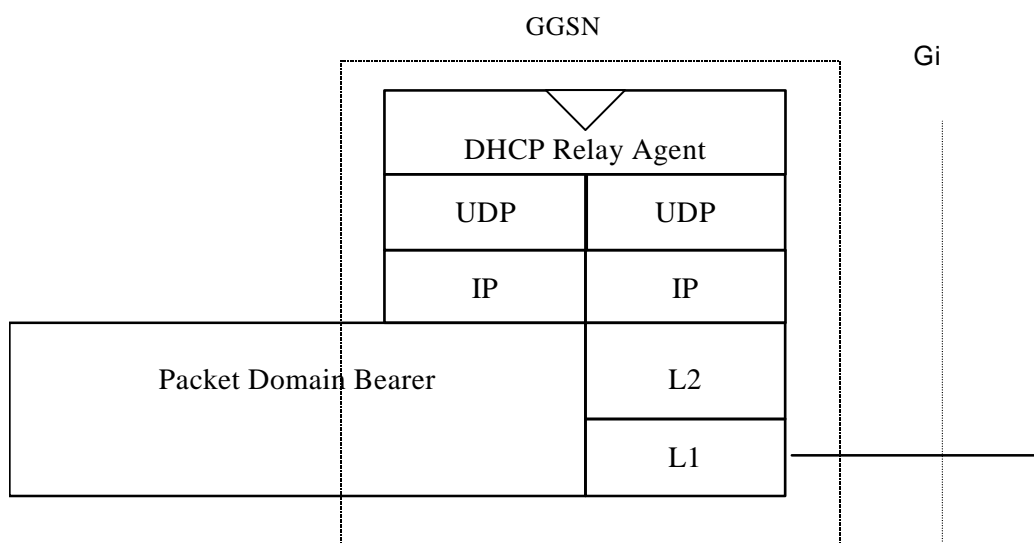 GGSN
Gi
DHCP Relay Agent
UDP UDP
IP IP
Packet Domain Bearer L2
L1